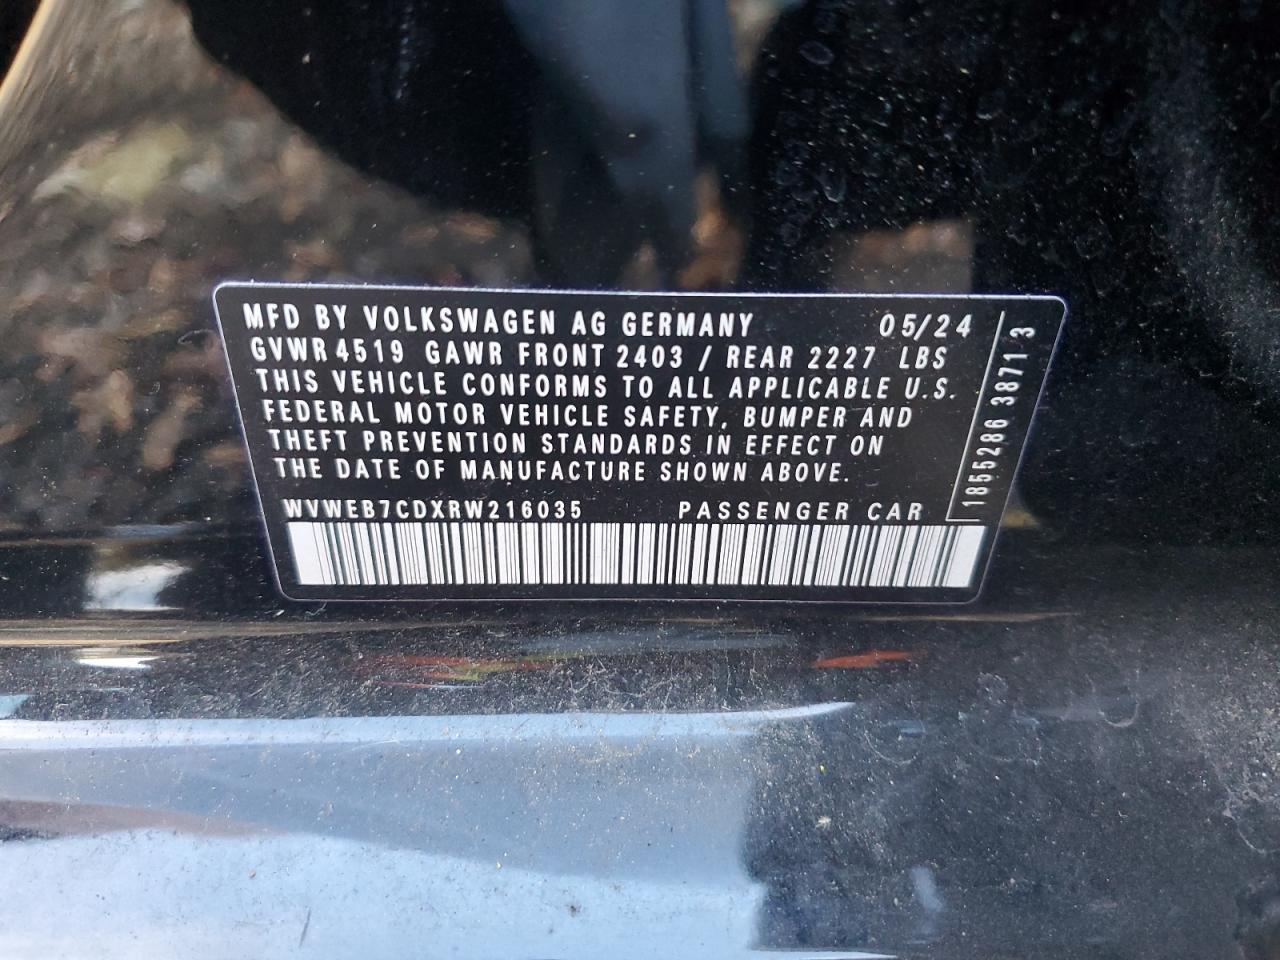 MFD BY VOLKSWAGEN AG GERMANY 05/24
GVWR 4519 GAWR FRONT 2403 / REAR 2227 LBS
THIS VEHICLE CONFORMS TO ALL APPLICABLE U.S.
FEDERAL MOTOR VEHICLE SAFETY, BUMPER AND
THEFT PREVENTION STANDARDS IN EFFECT ON
THE DATE OF MANUFACTURE SHOWN ABOVE.
WVWEB7CDXRW216035 PASSENGER CAR
1855286 3871 3